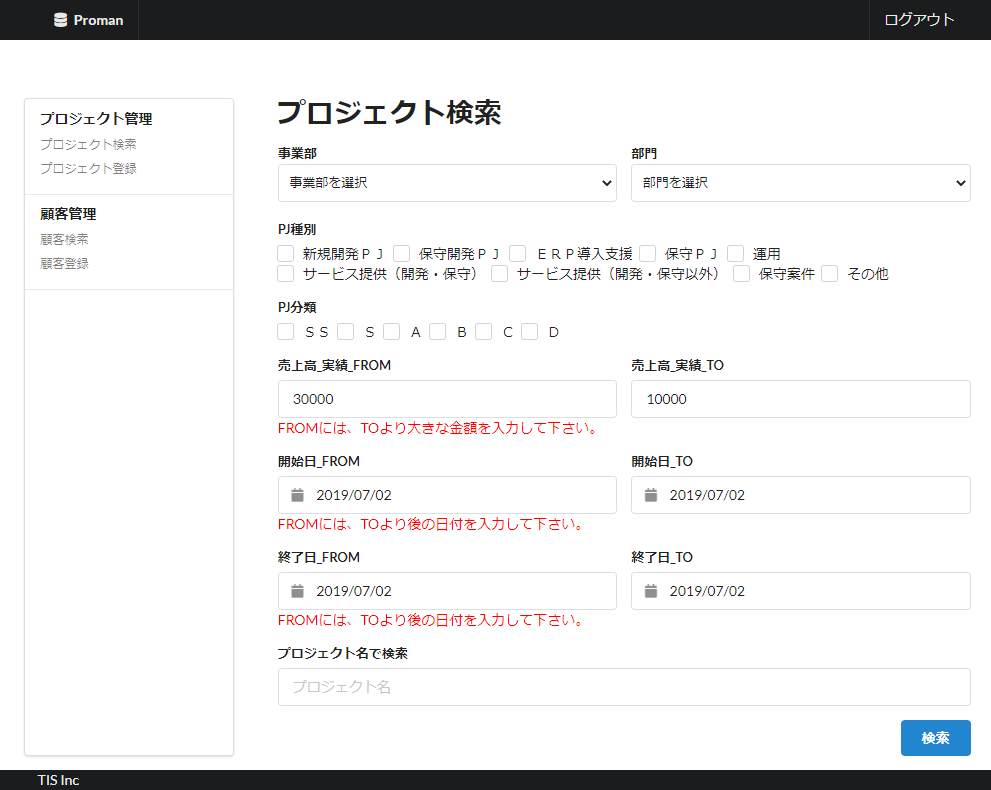 Proman
ログアウト
プロジェクト管理
プロジェクト検索
プロジェクト登録
顧客管理
顧客検索
顧客登録
プロジェクト検索
事業部 部門
事業部を選択 部門を選択
PJ種別
新規開発ＰＪ 保守開発ＰＪ ＥＲＰ導入支援 保守ＰＪ 運用
サービス提供（開発・保守） サービス提供（開発・保守以外） 保守案件 その他
PJ分類
ＳＳ Ｓ Ａ Ｂ Ｃ Ｄ
売上高_実績_FROM 売上高_実績_TO
30000 10000
FROMには、TOより大きな金額を入力して下さい。
開始日_FROM 開始日_TO
2019/07/02 2019/07/02
FROMには、TOより後の日付を入力して下さい。
終了日_FROM 終了日_TO
2019/07/02 2019/07/02
FROMには、TOより後の日付を入力して下さい。
プロジェクト名で検索
プロジェクト名
検索
TIS Inc